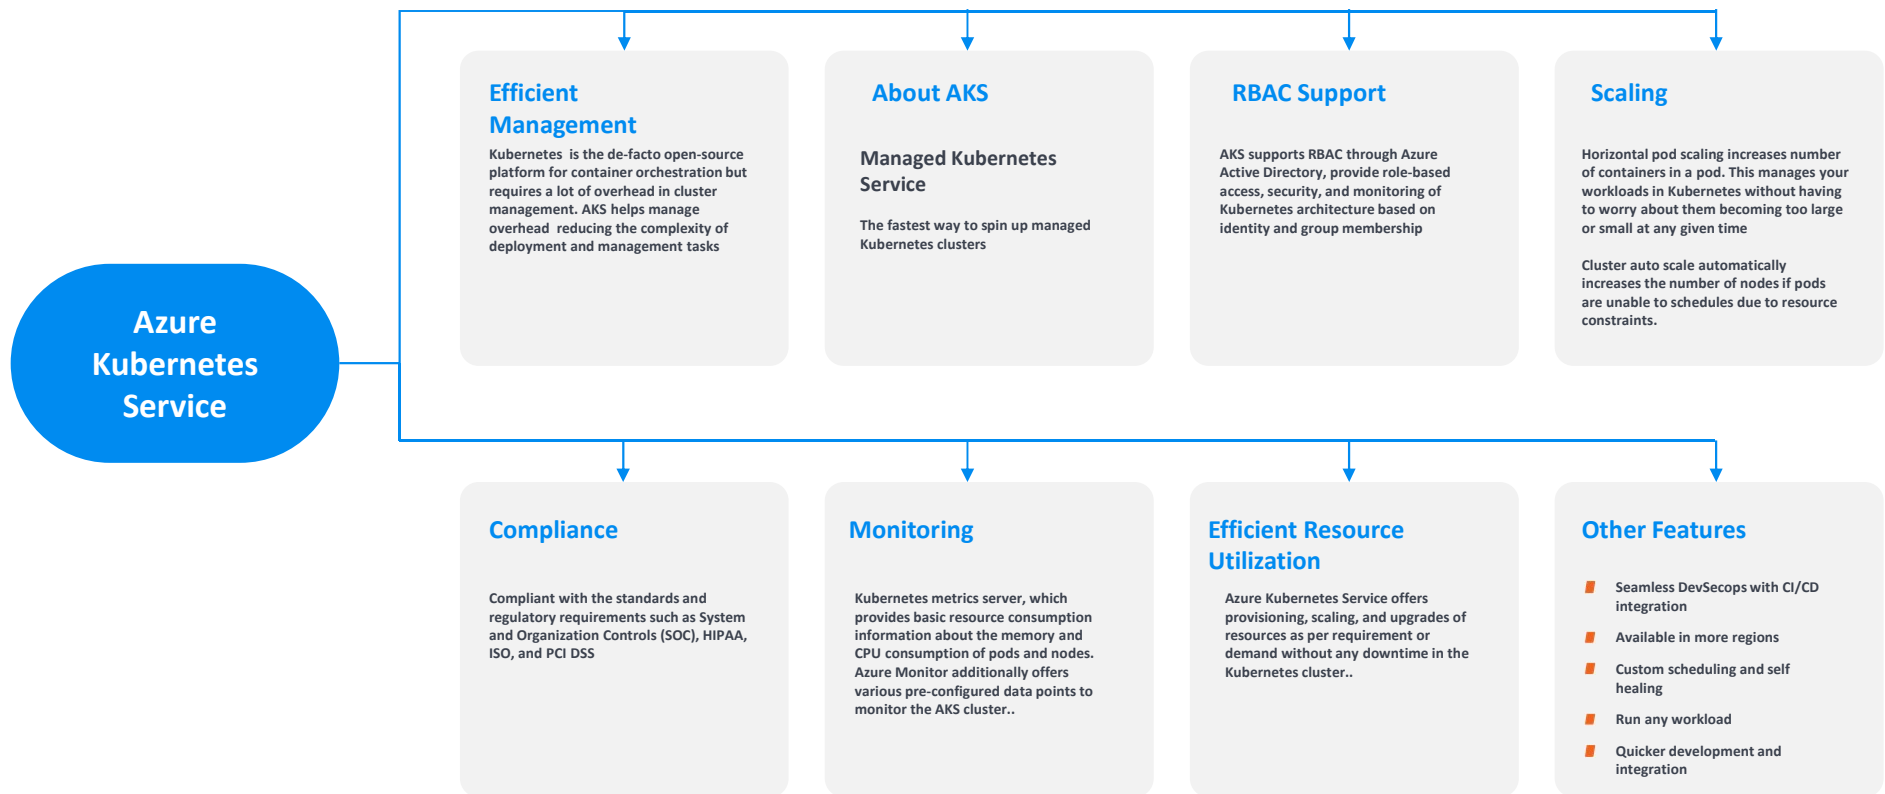 Azure
Kubernetes
Service
Efficient
Management
Kubernetes  is the de-facto open-source
platform for container orchestration but
requires a lot of overhead in cluster
management. AKS helps manage
overhead  reducing the complexity of
deployment and management tasks
About AKS
Managed Kubernetes
Service
The fastest way to spin up managed
Kubernetes clusters
RBAC Support
AKS supports RBAC through Azure
Active Directory, provide role-based
access, security, and monitoring of
Kubernetes architecture based on
identity and group membership
Scaling
Horizontal pod scaling increases number
of containers in a pod. This manages your
workloads in Kubernetes without having
to worry about them becoming too large
or small at any given time
Cluster auto scale automatically
increases the number of nodes if pods
are unable to schedules due to resource
constraints.
Compliance
Compliant with the standards and
regulatory requirements such as System
and Organization Controls (SOC), HIPAA,
ISO, and PCI DSS
Monitoring
Kubernetes metrics server, which
provides basic resource consumption
information about the memory and
CPU consumption of pods and nodes.
Azure Monitor additionally offers
various pre-configured data points to
monitor the AKS cluster..
Efficient Resource
Utilization
Azure Kubernetes Service offers
provisioning, scaling, and upgrades of
resources as per requirement or
demand without any downtime in the
Kubernetes cluster..
Other Features
Seamless DevSecops with CI/CD
integration
Available in more regions
Custom scheduling and self
healing
Run any workload
Quicker development and
integration